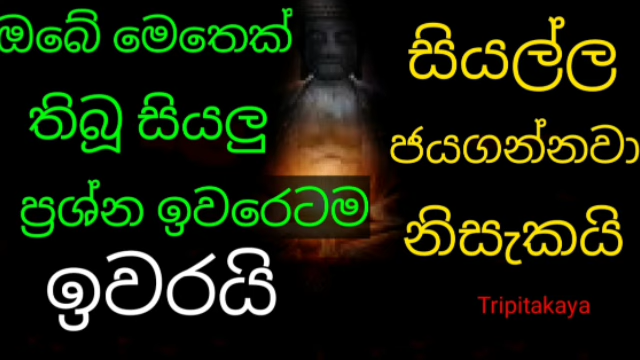 ඔබේ මෙතෙක්
තිබූ සියලු
ප්‍රශ්න ඉවරෙටම
ඉවරයි
සියල්ල
ජයගන්නවා
නිසැකයි
Tripitakaya